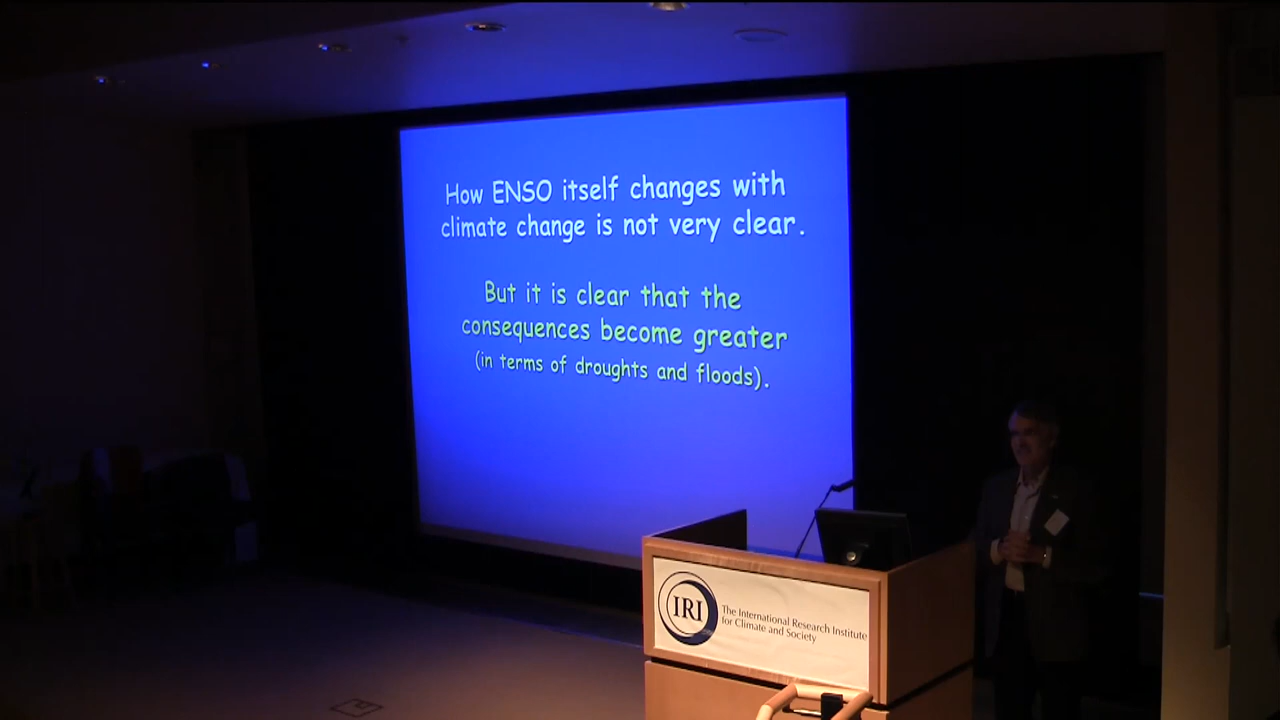 How ENSO itself changes with
climate change is not very clear.
But it is clear that the
consequences become greater
(in terms of droughts and floods).
IRI
The International Research Institute
for Climate and Society